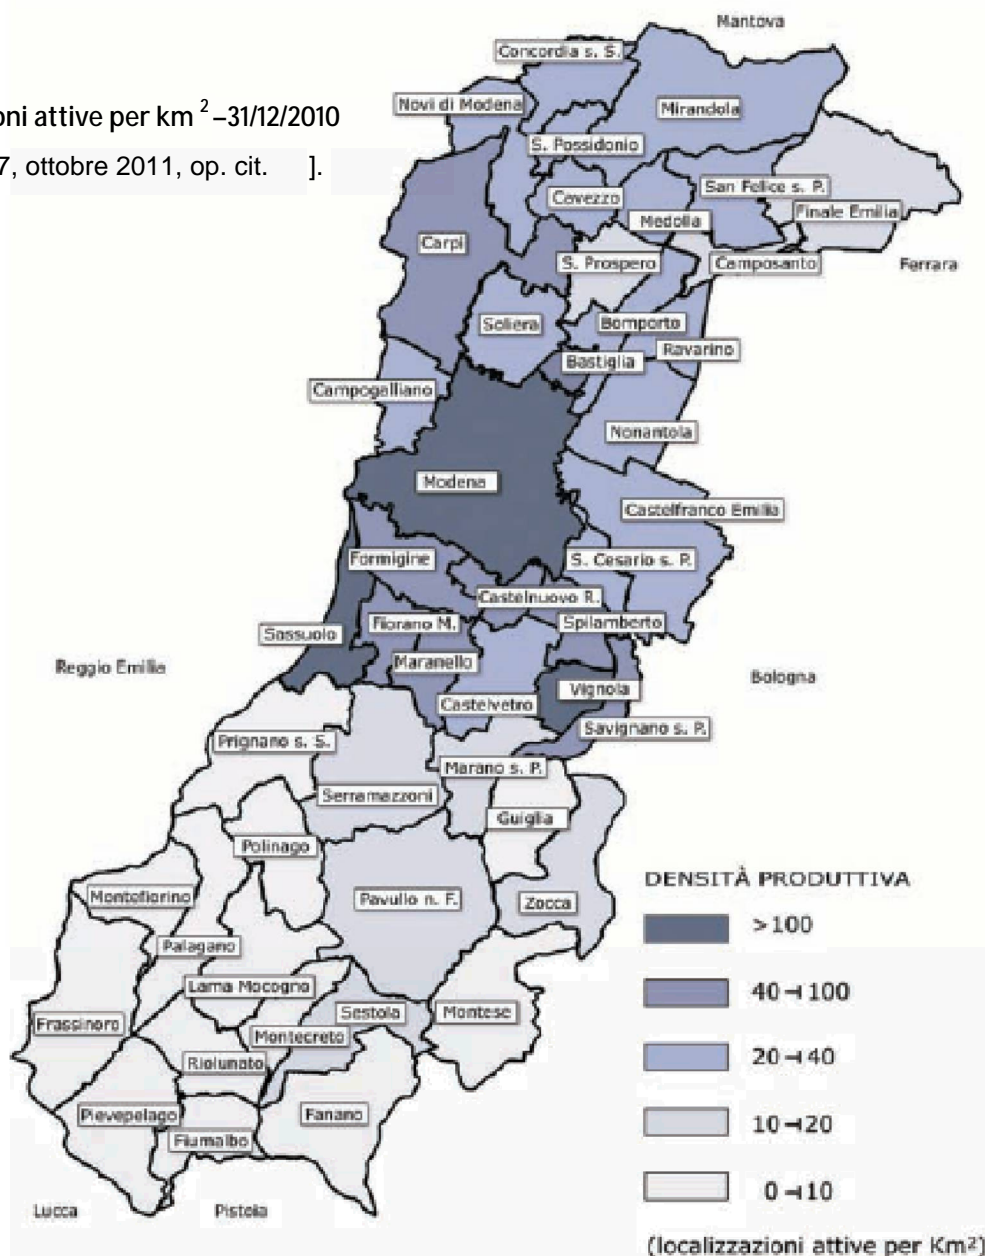 Mantova
Concordia s. S.
oni attive per km 2 –31/12/2010
Novi di Modena
Mirandola
S. Possidonio
7, ottobre 2011, op. cit. ].
San Felice s. P.
Cavezzo
Finale Emilia
Medolla
Carpi
S. Prospero
Camposanto
Ferrara
Soliera
Bomporto
Ravarino
Bastiglia
Campogalliano
Nonantola
Modena
Castelfranco Emilia
Formigine
S. Cesario s. P.
Castelnuovo R.
Fiorano M.
Spilamberto
Sassuolo
Reggio Emilia
Maranello
Bologna
Vignola
Castelvetro
Savignano s. P.
Prignano s. S.
Marano s. P.
Serramazzoni
Guiglia
Polinago
DENSITÀ PRODUTTIVA
Montefiorino
Pavullo n. F.
Zocca
>100
Palagano
Lama Mocogno
40⊣100
Sestola
Montese
Frassinoro
Montecreto
20⊣40
Riolunato
Pievepelago
Fanano
10⊣20
Fiumalbo
0⊣10
Lucca
Pistoia
(localizzazioni attive per Km²)